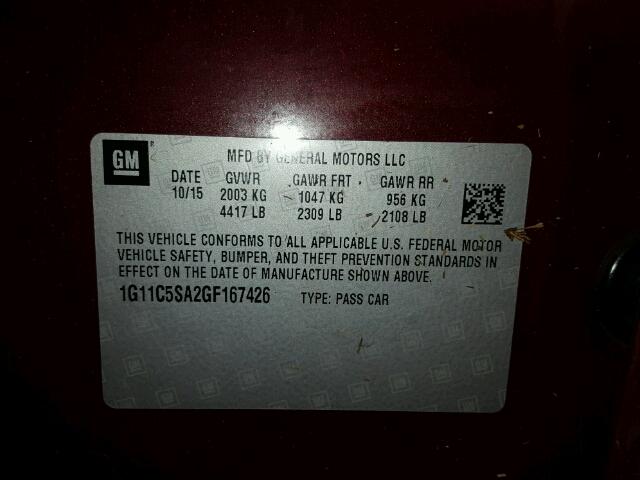 GM
MFD BY GENERAL MOTORS LLC
DATE GVWR GAWR FRT GAWR RR
10/15 2003 KG 1047 KG 956 KG
4417 LB 2309 LB 2108 LB
THIS VEHICLE CONFORMS TO ALL APPLICABLE U.S. FEDERAL MOTOR
VEHICLE SAFETY, BUMPER, AND THEFT PREVENTION STANDARDS IN
EFFECT ON THE DATE OF MANUFACTURE SHOWN ABOVE.
1G11C5SA2GF167426 TYPE: PASS CAR